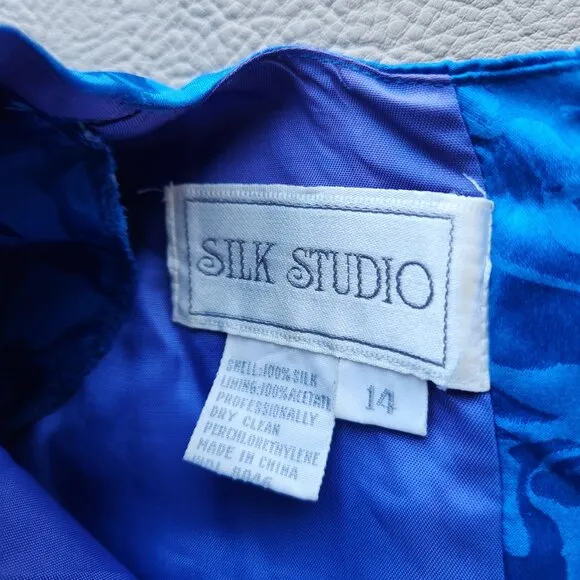 SILK STUDIO
SHELL:100% SILK
LINING:100% ACETATE
PROFESSIONALLY
DRY CLEAN
PERCHLORETHYLENE
MADE IN CHINA
14